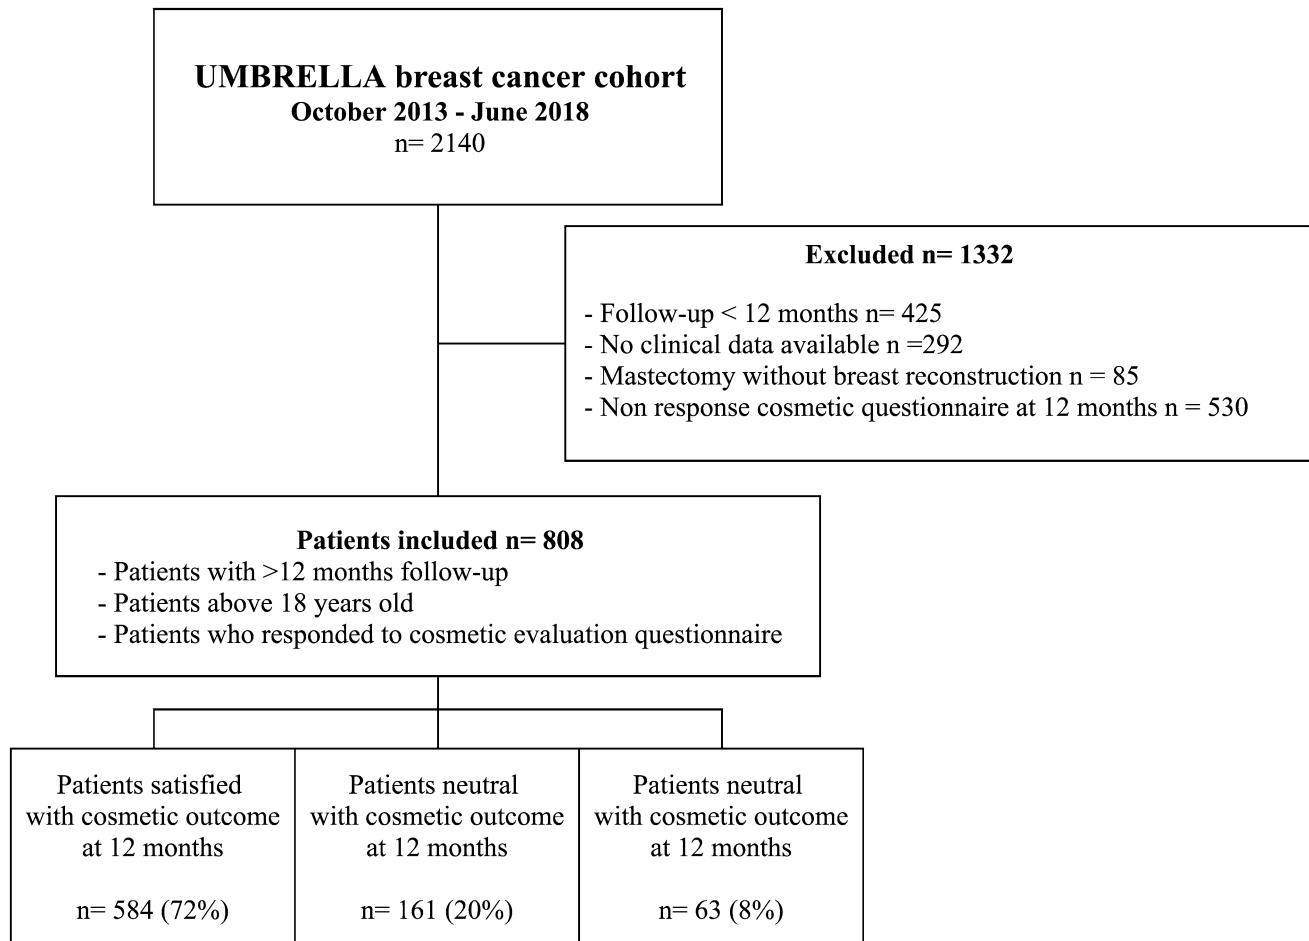 UMBRELLA breast cancer cohort
October 2013 - June 2018
n= 2140
Excluded n= 1332
- Follow-up < 12 months n= 425
- No clinical data available n =292
- Mastectomy without breast reconstruction n = 85
- Non response cosmetic questionnaire at 12 months n = 530
Patients included n= 808
- Patients with >12 months follow-up
- Patients above 18 years old
- Patients who responded to cosmetic evaluation questionnaire
Patients satisfied
with cosmetic outcome
at 12 months
n= 584 (72%)
Patients neutral
with cosmetic outcome
at 12 months
n= 161 (20%)
Patients neutral
with cosmetic outcome
at 12 months
n= 63 (8%)